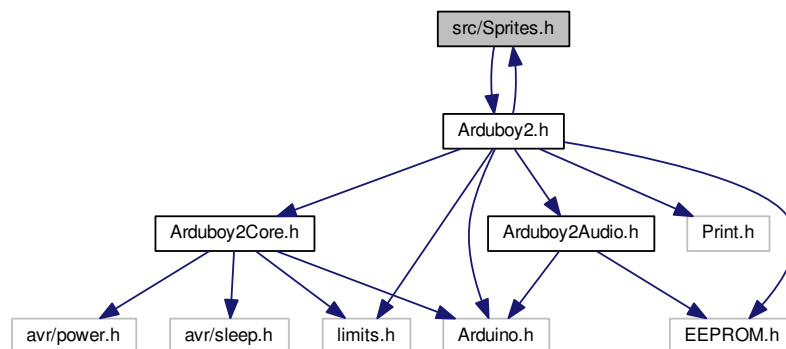 src/Sprites.h
Arduboy2.h
Arduboy2Core.h
Arduboy2Audio.h
Print.h
avr/power.h
avr/sleep.h
limits.h
Arduino.h
EEPROM.h